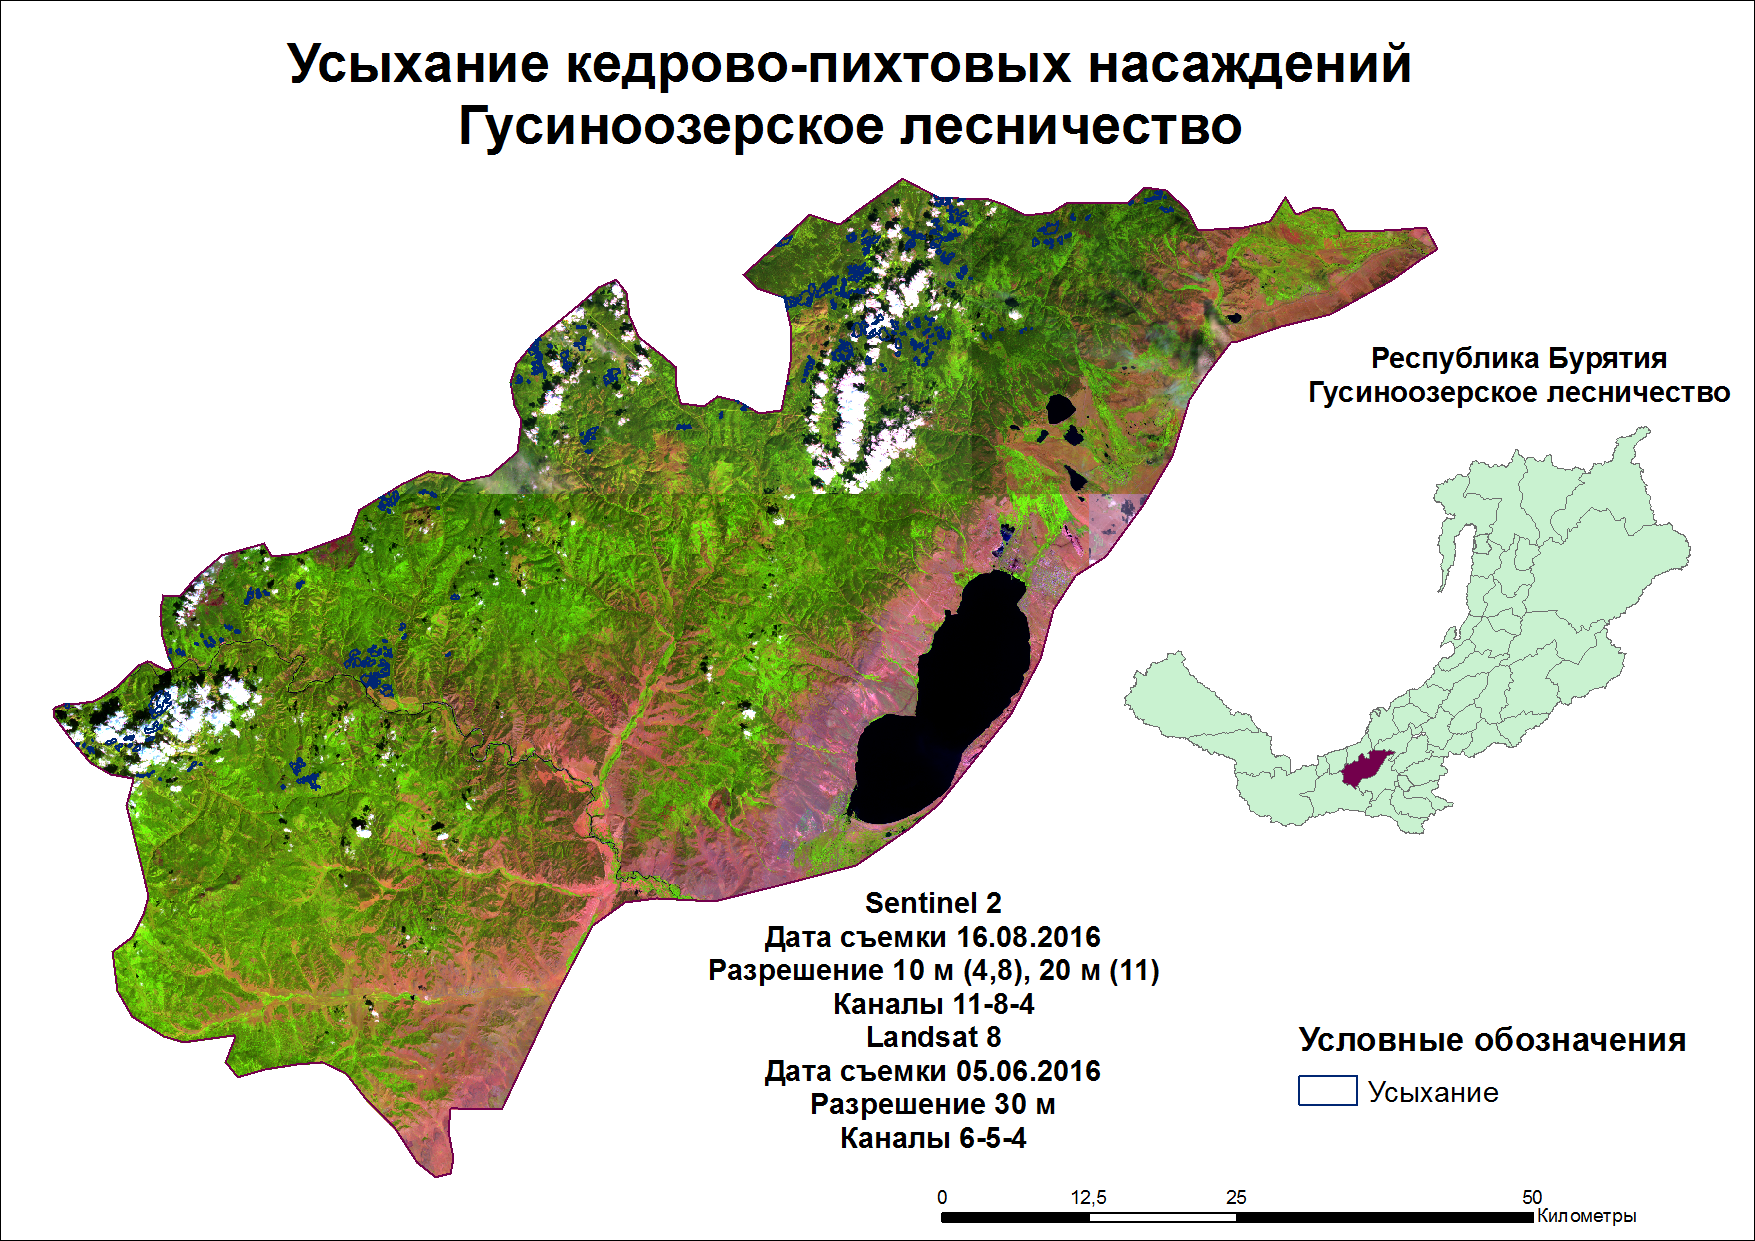 Усыхание кедрово-пихтовых насаждений
Гусиноозерское лесничество
Республика Бурятия
Гусиноозерское лесничество
Sentinel 2
Дата съемки 16.08.2016
Разрешение 10 м (4,8), 20 м (11)
Каналы 11-8-4
Landsat 8
Дата съемки 05.06.2016
Разрешение 30 м
Каналы 6-5-4
Условные обозначения
Усыхание
0 12,5 25 50
Километры